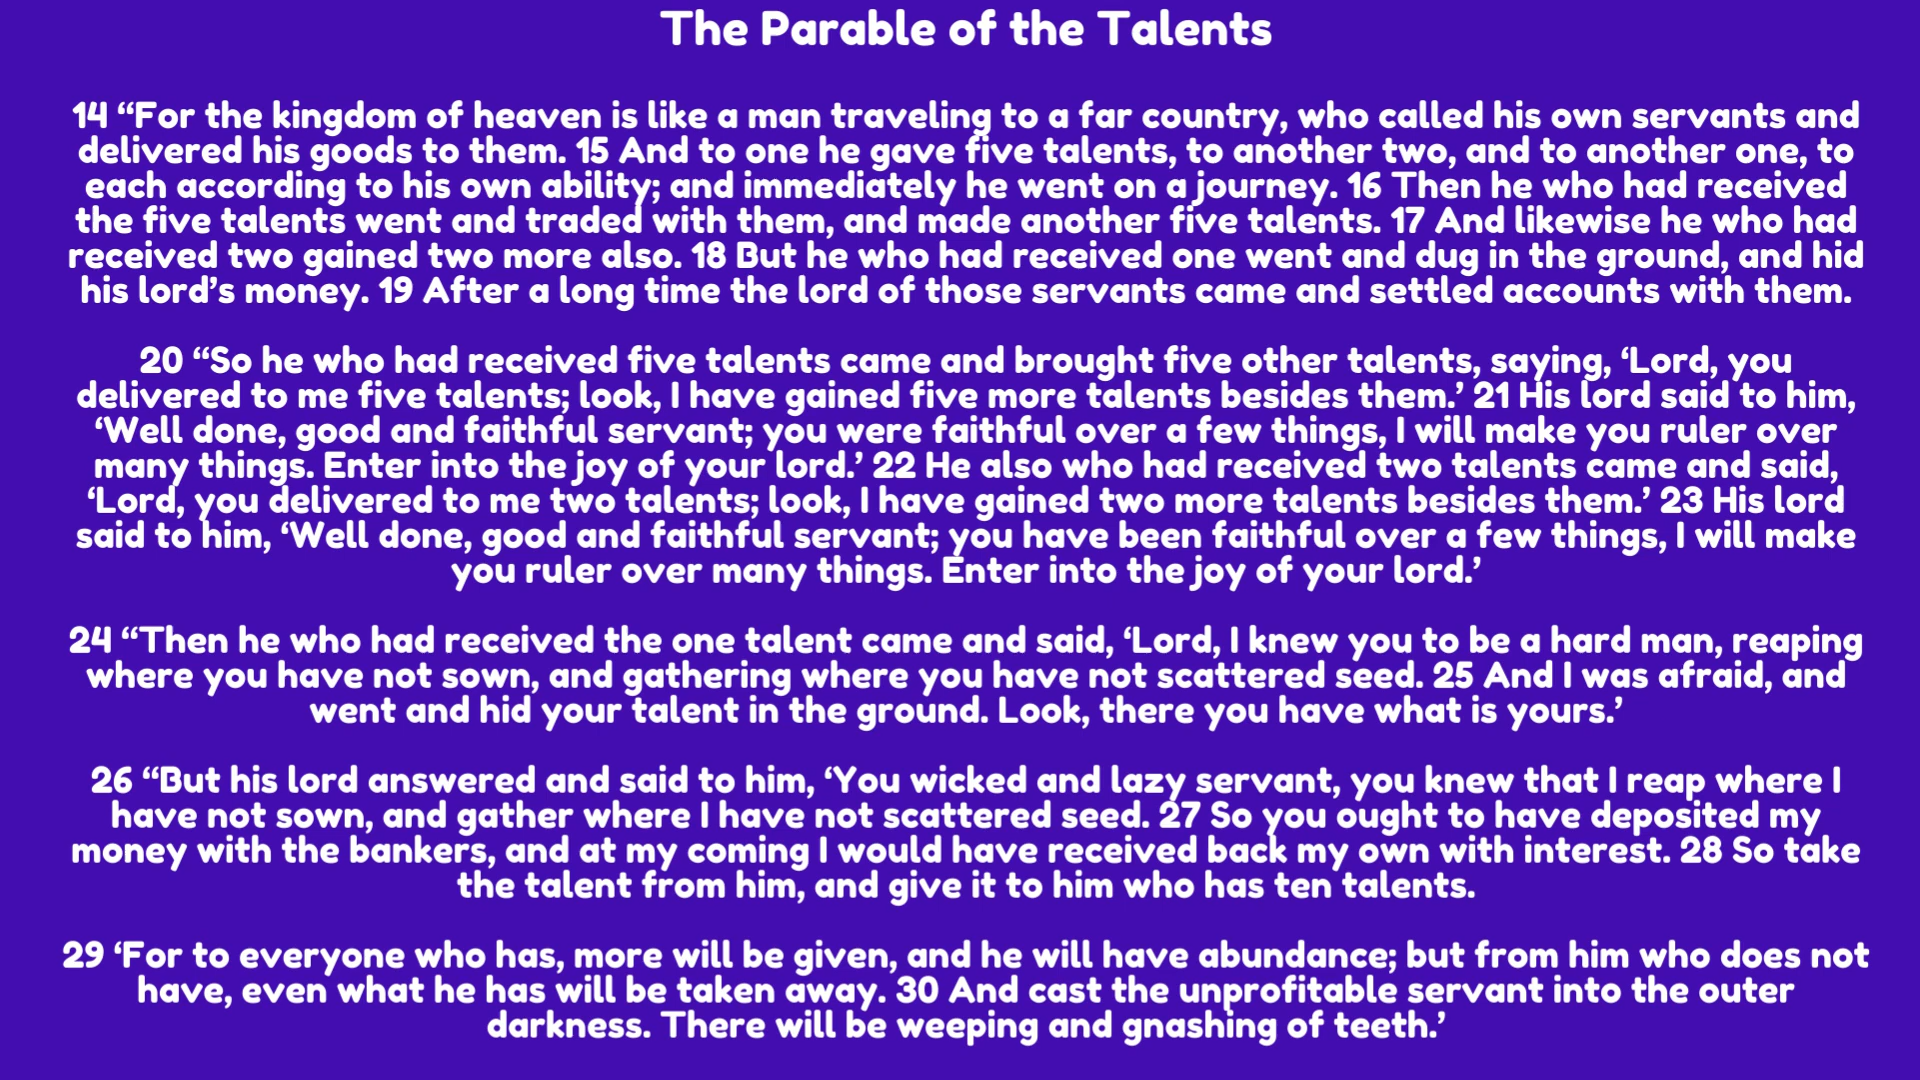 The Parable of the Talents
14 “For the kingdom of heaven is like a man traveling to a far country, who called his own servants and
delivered his goods to them. 15 And to one he gave five talents, to another two, and to another one, to
each according to his own ability; and immediately he went on a journey. 16 Then he who had received
the five talents went and traded with them, and made another five talents. 17 And likewise he who had
received two gained two more also. 18 But he who had received one went and dug in the ground, and hid
his lord’s money. 19 After a long time the lord of those servants came and settled accounts with them.
20 “So he who had received five talents came and brought five other talents, saying, ‘Lord, you
delivered to me five talents; look, I have gained five more talents besides them.’ 21 His lord said to him,
‘Well done, good and faithful servant; you were faithful over a few things, I will make you ruler over
many things. Enter into the joy of your lord.’ 22 He also who had received two talents came and said,
‘Lord, you delivered to me two talents; look, I have gained two more talents besides them.’ 23 His lord
said to him, ‘Well done, good and faithful servant; you have been faithful over a few things, I will make
you ruler over many things. Enter into the joy of your lord.’
24 “Then he who had received the one talent came and said, ‘Lord, I knew you to be a hard man, reaping
where you have not sown, and gathering where you have not scattered seed. 25 And I was afraid, and
went and hid your talent in the ground. Look, there you have what is yours.’
26 “But his lord answered and said to him, ‘You wicked and lazy servant, you knew that I reap where I
have not sown, and gather where I have not scattered seed. 27 So you ought to have deposited my
money with the bankers, and at my coming I would have received back my own with interest. 28 So take
the talent from him, and give it to him who has ten talents.
29 ‘For to everyone who has, more will be given, and he will have abundance; but from him who does not
have, even what he has will be taken away. 30 And cast the unprofitable servant into the outer
darkness. There will be weeping and gnashing of teeth.’